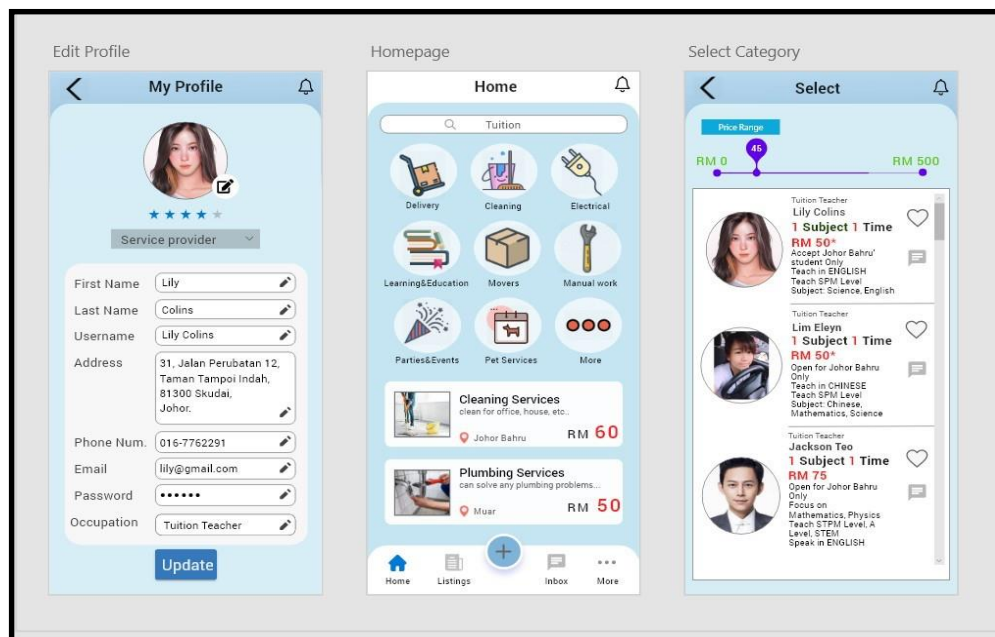 Edit Profile
My Profile
Service provider
First Name Lily
Last Name Colins
Username Lily Colins
Address 31, Jalan Perubatan 12,
Taman Tampoi Indah,
81300 Skudai,
Johor.
Phone Num. 016-7762291
Email lily@gmail.com
Password ••••••
Occupation Tuition Teacher
Update
Homepage
Home
Tuition
Delivery Cleaning Electrical
Learning&Education Movers Manual work
Parties&Events Pet Services More
Cleaning Services
clean for office, house, etc..
Johor Bahru RM 60
Plumbing Services
can solve any plumbing problems...
Muar RM 50
+
Home Listings Inbox More
Select Category
Select
Price Range
45
RM 0 RM 500
Tuition Teacher
Lily Colins
1 Subject 1 Time
RM 50*
Accept Johor Bahru'
student Only
Teach in ENGLISH
Teach SPM Level
Subject: Science, English
Tuition Teacher
Lim Eleyn
1 Subject 1 Time
RM 50*
Open for Johor Bahru
Only
Teach in CHINESE
Teach SPM Level
Subject: Chinese,
Mathematics, Science
Tuition Teacher
Jackson Teo
1 Subject 1 Time
RM 75
Open for Johor Bahru
Only
Focus on
Mathematics, Physics
Teach STPM Level, A
Level, STEM
Speak in ENGLISH